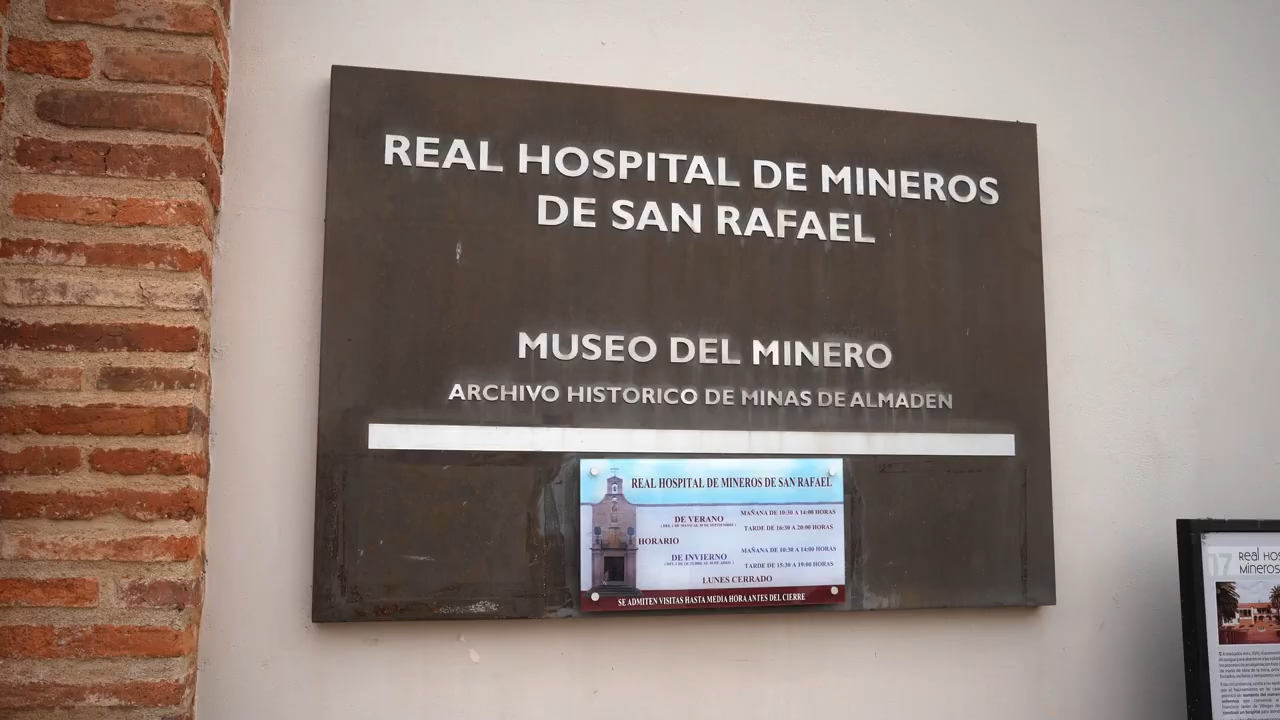 REAL HOSPITAL DE MINEROS
DE SAN RAFAEL
MUSEO DEL MINERO
ARCHIVO HISTORICO DE MINAS DE ALMADEN
REAL HOSPITAL DE MINEROS DE SAN RAFAEL
DE VERANO
MAÑANA DE 10:30 A 14:00 HORAS
TARDE DE 16:30 A 20:00 HORAS
HORARIO
DE INVIERNO
MAÑANA DE 10:30 A 14:00 HORAS
TARDE DE 15:30 A 19:00 HORAS
LUNES CERRADO
SE ADMITEN VISITAS HASTA MEDIA HORA ANTES DEL CIERRE
17
Real
Mineros